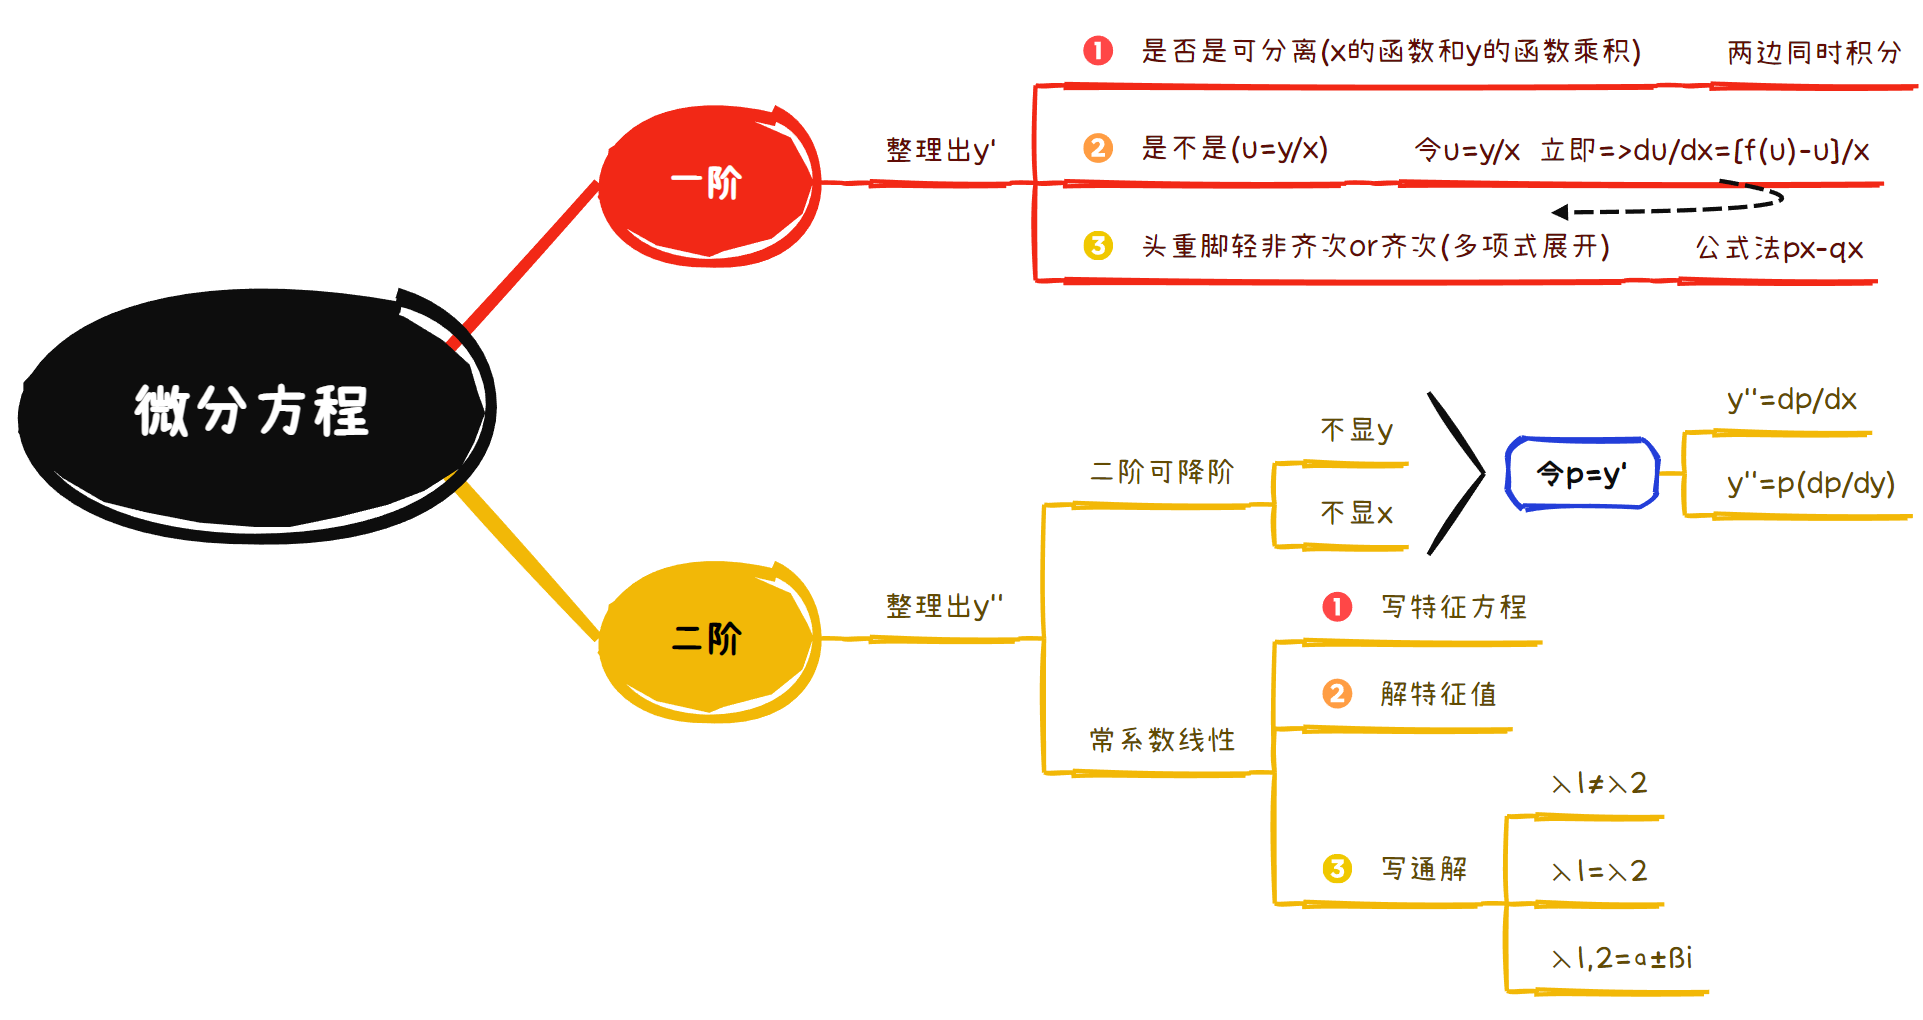 微分方程
一阶
整理出y'
1 是否是可分离(x的函数和y的函数乘积) 两边同时积分
2 是不是(u=y/x) 令u=y/x 立即=>du/dx=[f(u)-u]/x
3 头重脚轻非齐次or齐次(多项式展开) 公式法px-qx
二阶
整理出y''
二阶可降阶
不显y
不显x
令p=y'
y''=dp/dx
y''=p(dp/dy)
常系数线性
1 写特征方程
2 解特征值
3 写通解
λ1≠λ2
λ1=λ2
λ1,2=α±βi